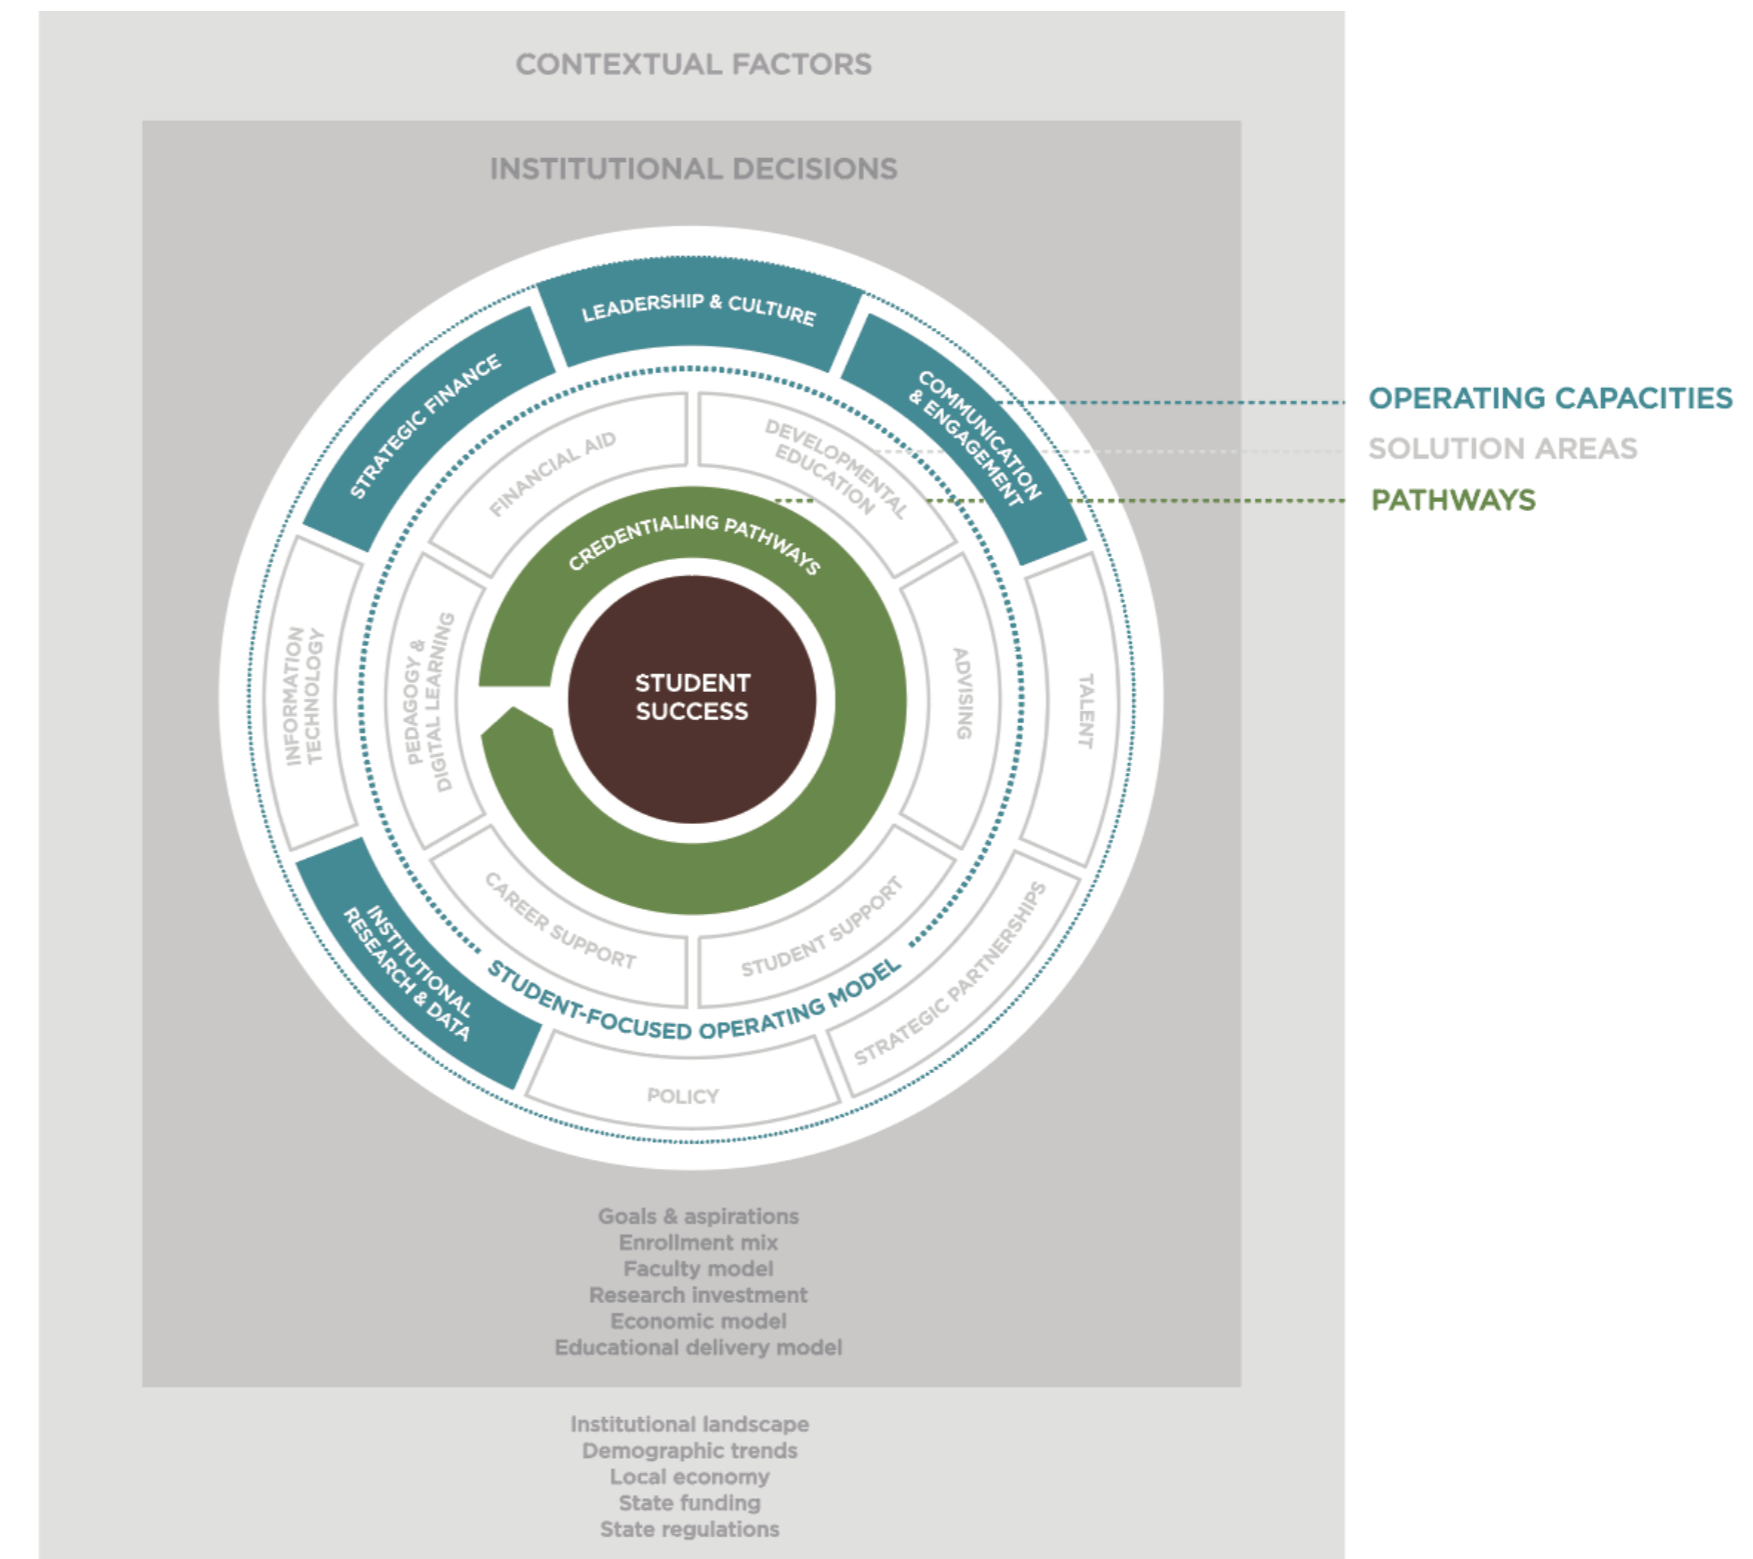 CONTEXTUAL FACTORS
INSTITUTIONAL DECISIONS
LEADERSHIP & CULTURE
STRATEGIC FINANCE
COMMUNICATION
& ENGAGEMENT
OPERATING CAPACITIES
SOLUTION AREAS
PATHWAYS
FINANCIAL AID
DEVELOPMENTAL
EDUCATION
CREDENTIALING PATHWAYS
INFORMATION
TECHNOLOGY
PEDAGOGY &
DIGITAL LEARNING
STUDENT
SUCCESS
ADVISING
TALENT
CAREER SUPPORT
STUDENT SUPPORT
INSTITUTIONAL
RESEARCH & DATA
STUDENT-FOCUSED OPERATING MODEL
STRATEGIC PARTNERSHIPS
POLICY
Goals & aspirations
Enrollment mix
Faculty model
Research investment
Economic model
Educational delivery model
Institutional landscape
Demographic trends
Local economy
State funding
State regulations